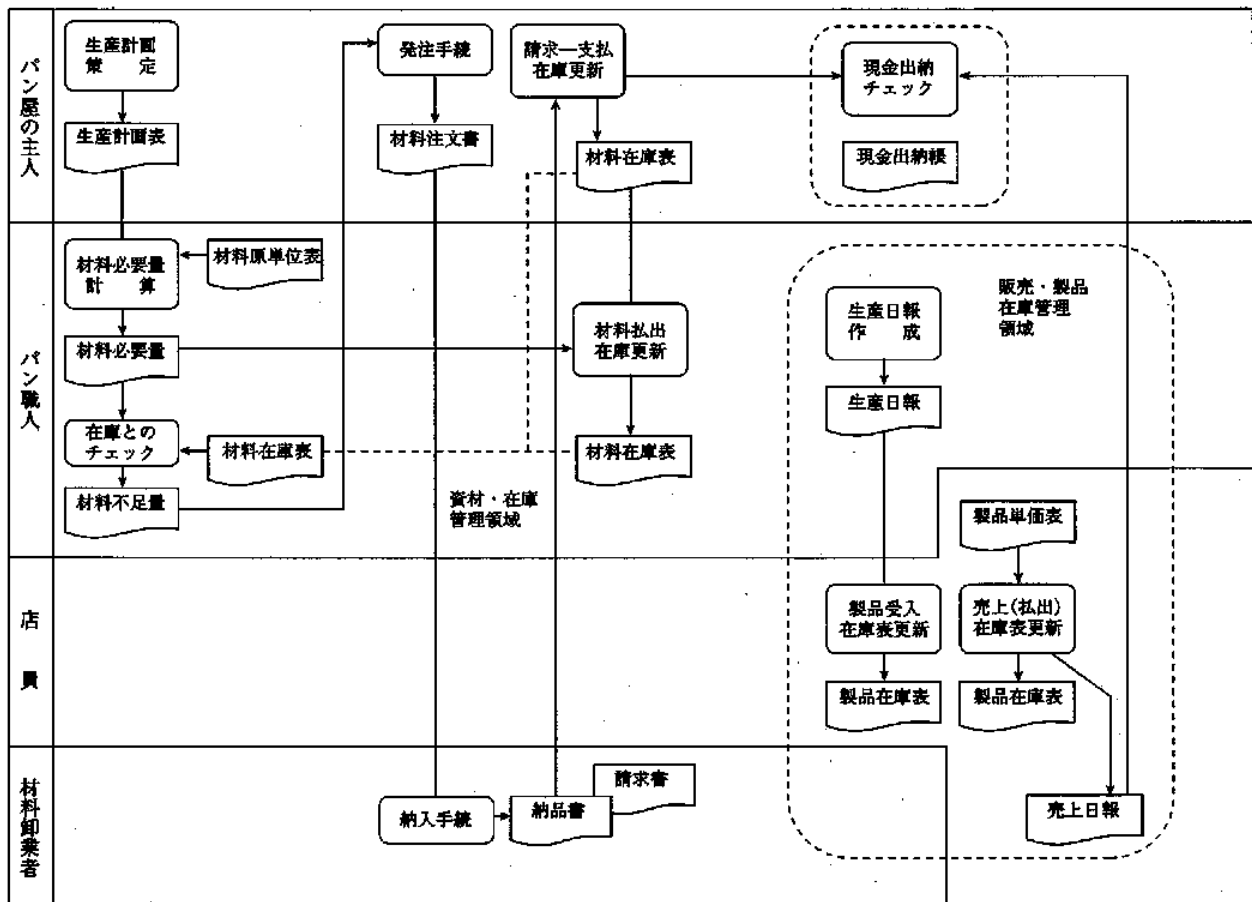 パン屋の主人
生産計画
策　定
生産計画表
発注手続
材料注文書
請求―支払
在庫更新
材料在庫表
現金出納
チェック
現金出納帳
パン職人
材料必要量
計　算
材料原単位表
材料必要量
在庫との
チェック
材料在庫表
材料不足量
材料払出
在庫更新
材料在庫表
資材・在庫
管理領域
生産日報
作　成
生産日報
販売・製品
在庫管理
領域
製品単価表
店員
製品受入
在庫表更新
製品在庫表
売上(払出)
在庫表更新
製品在庫表
材料卸業者
納入手続
納品書
請求書
売上日報